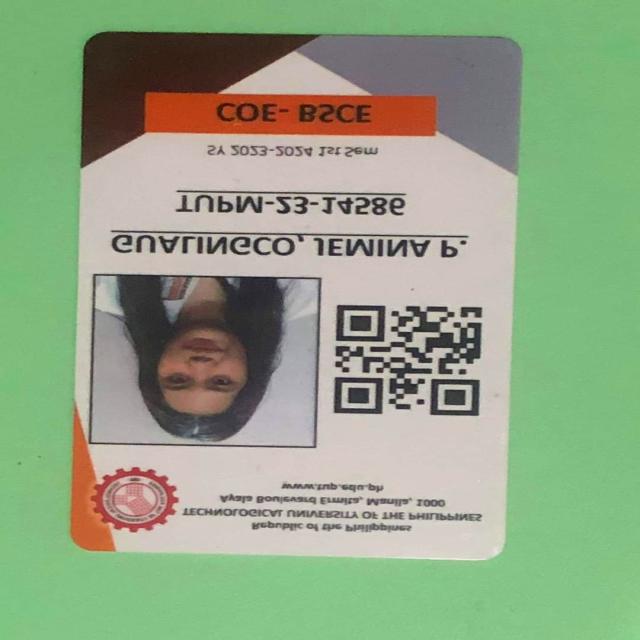 Republic of the Philippines
TECHNOLOGICAL UNIVERSITY OF THE PHILIPPINES
Ayala Boulevard Ermita, Manila, 1000
www.tup.edu.ph
GUALINGCO, JEMINA P.
TUPM-23-14586
SY 2023-2024 1st Sem
COE- BSCE